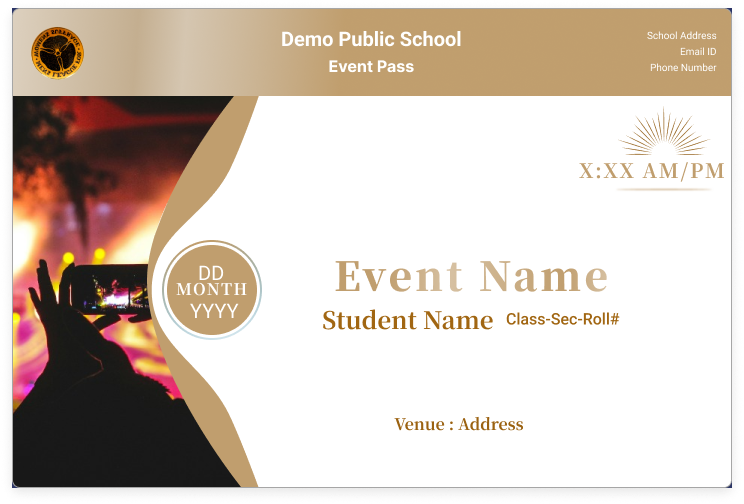 Demo Public School
Event Pass
School Address
Email ID
Phone Number
X:XX AM/PM
DD
MONTH
YYYY
Event Name
Student Name Class-Sec-Roll#
Venue : Address